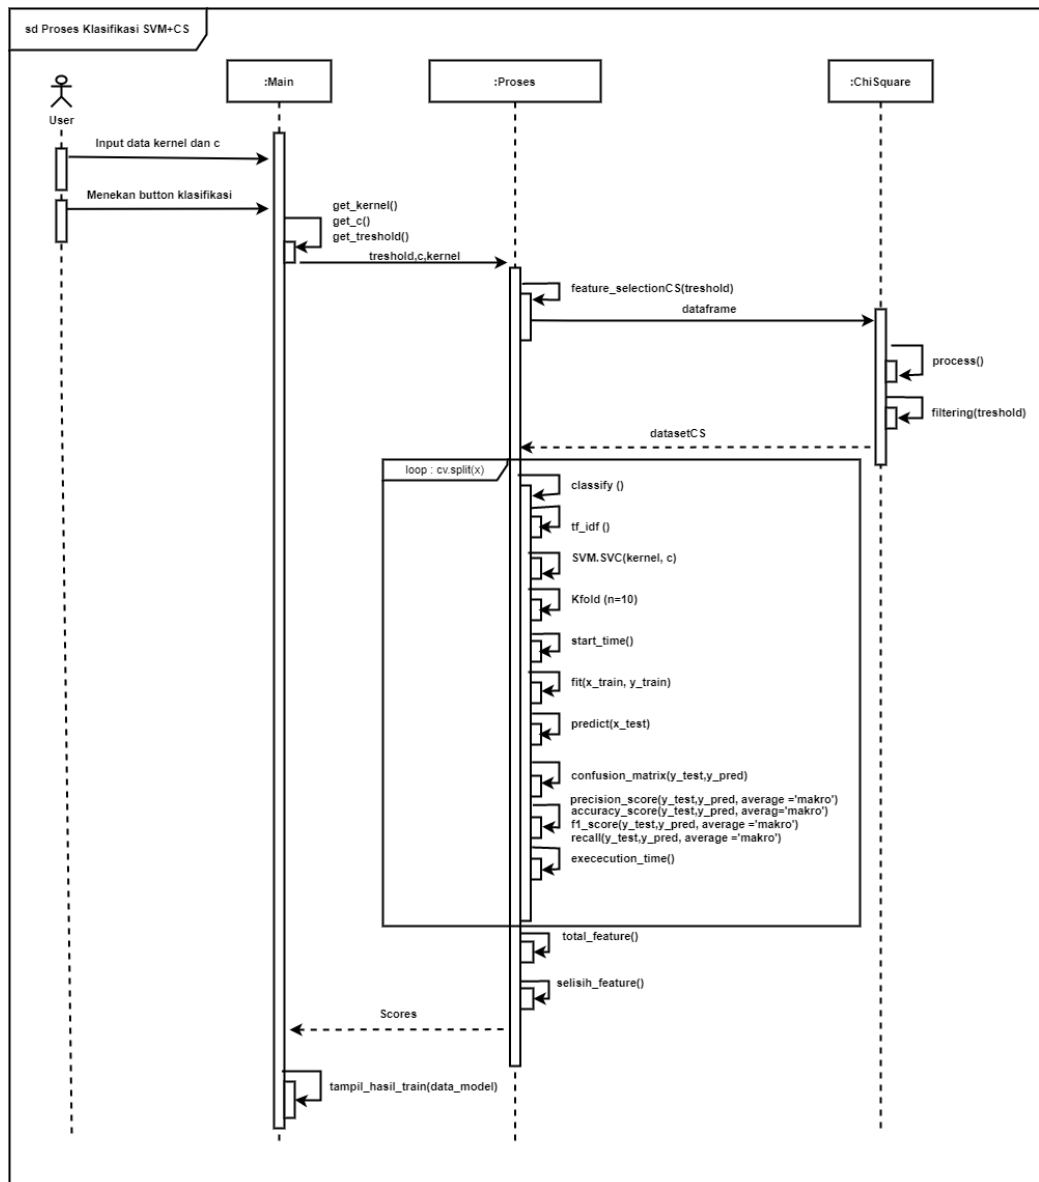 sd Proses Klasifikasi SVM+CS
:Main
:Proses
:ChiSquare
User
Input data kernel dan c
Menekan button klasifikasi
get_kernel()
get_c()
get_treshold()
treshold,c,kernel
feature_selectionCS(treshold)
dataframe
process()
filtering(treshold)
datasetCS
loop : cv.split(x)
classify ()
tf_idf ()
SVM.SVC(kernel, c)
Kfold (n=10)
start_time()
fit(x_train, y_train)
predict(x_test)
confusion_matrix(y_test,y_pred)
precision_score(y_test,y_pred, average ='makro')
accuracy_score(y_test,y_pred, averag='makro')
f1_score(y_test,y_pred, average ='makro')
recall(y_test,y_pred, average ='makro')
exececution_time()
total_feature()
selisih_feature()
Scores
tampil_hasil_train(data_model)